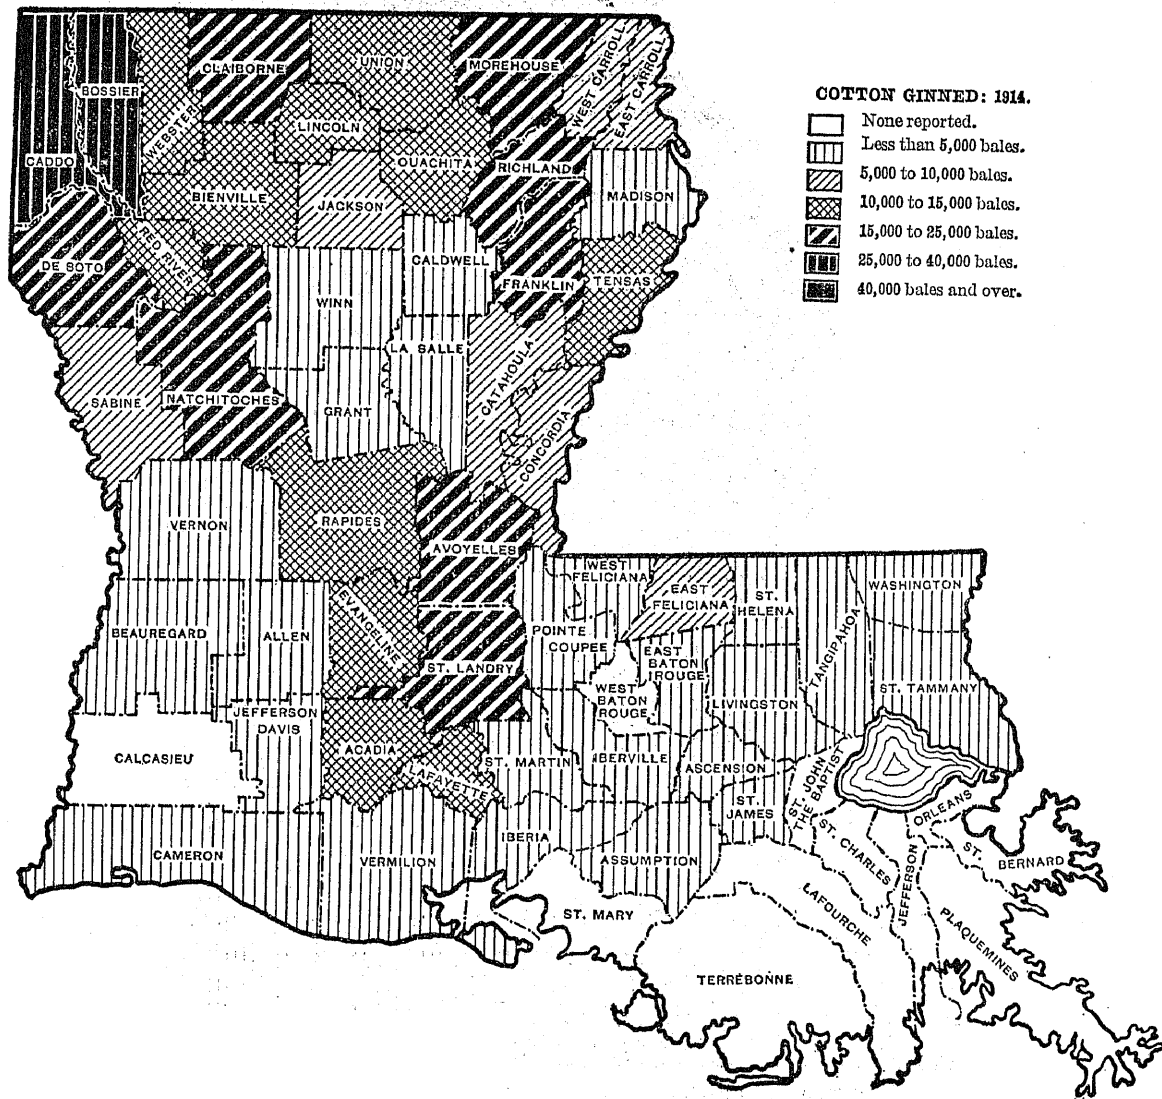 COTTON GINNED: 1914.
None reported.
Less than 5,000 bales.
5,000 to 10,000 bales.
10,000 to 15,000 bales.
15,000 to 25,000 bales.
25,000 to 40,000 bales.
40,000 bales and over.
CADDO
BOSSIER
WEBSTER
CLAIBORNE
UNION
MOREHOUSE
WEST CARROLL
EAST CARROLL
LINCOLN
OUACHITA
RICHLAND
MADISON
BIENVILLE
JACKSON
DE SOTO
RED RIVER
WINN
CALDWELL
FRANKLIN
TENSAS
SABINE
NATCHITOCHES
GRANT
LA SALLE
CATAHOULA
CONCORDIA
VERNON
RAPIDES
AVOYELLES
BEAUREGARD
ALLEN
EVANGELINE
ST. LANDRY
POINTE
COUPEE
WEST
FELICIANA
EAST
FELICIANA
ST.
HELENA
TANGIPAHOA
WASHINGTON
ST. TAMMANY
CALCASIEU
JEFFERSON
DAVIS
ACADIA
LAFAYETTE
ST. MARTIN
IBERVILLE
WEST
BATON
ROUGE
EAST
BATON
ROUGE
LIVINGSTON
ASCENSION
ST.
JAMES
ST. JOHN
THE BAPTIST
ST. CHARLES
JEFFERSON
ORLEANS
ST.
BERNARD
PLAQUEMINES
CAMERON
VERMILION
IBERIA
ASSUMPTION
ST. MARY
TERREBONNE
LAFOURCHE